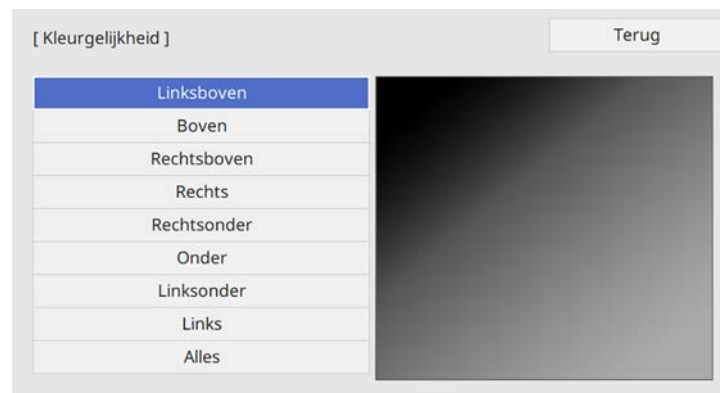 [ Kleurgelijkheid ]
Terug
Linksboven
Boven
Rechtsboven
Rechts
Rechtsonder
Onder
Linksonder
Links
Alles